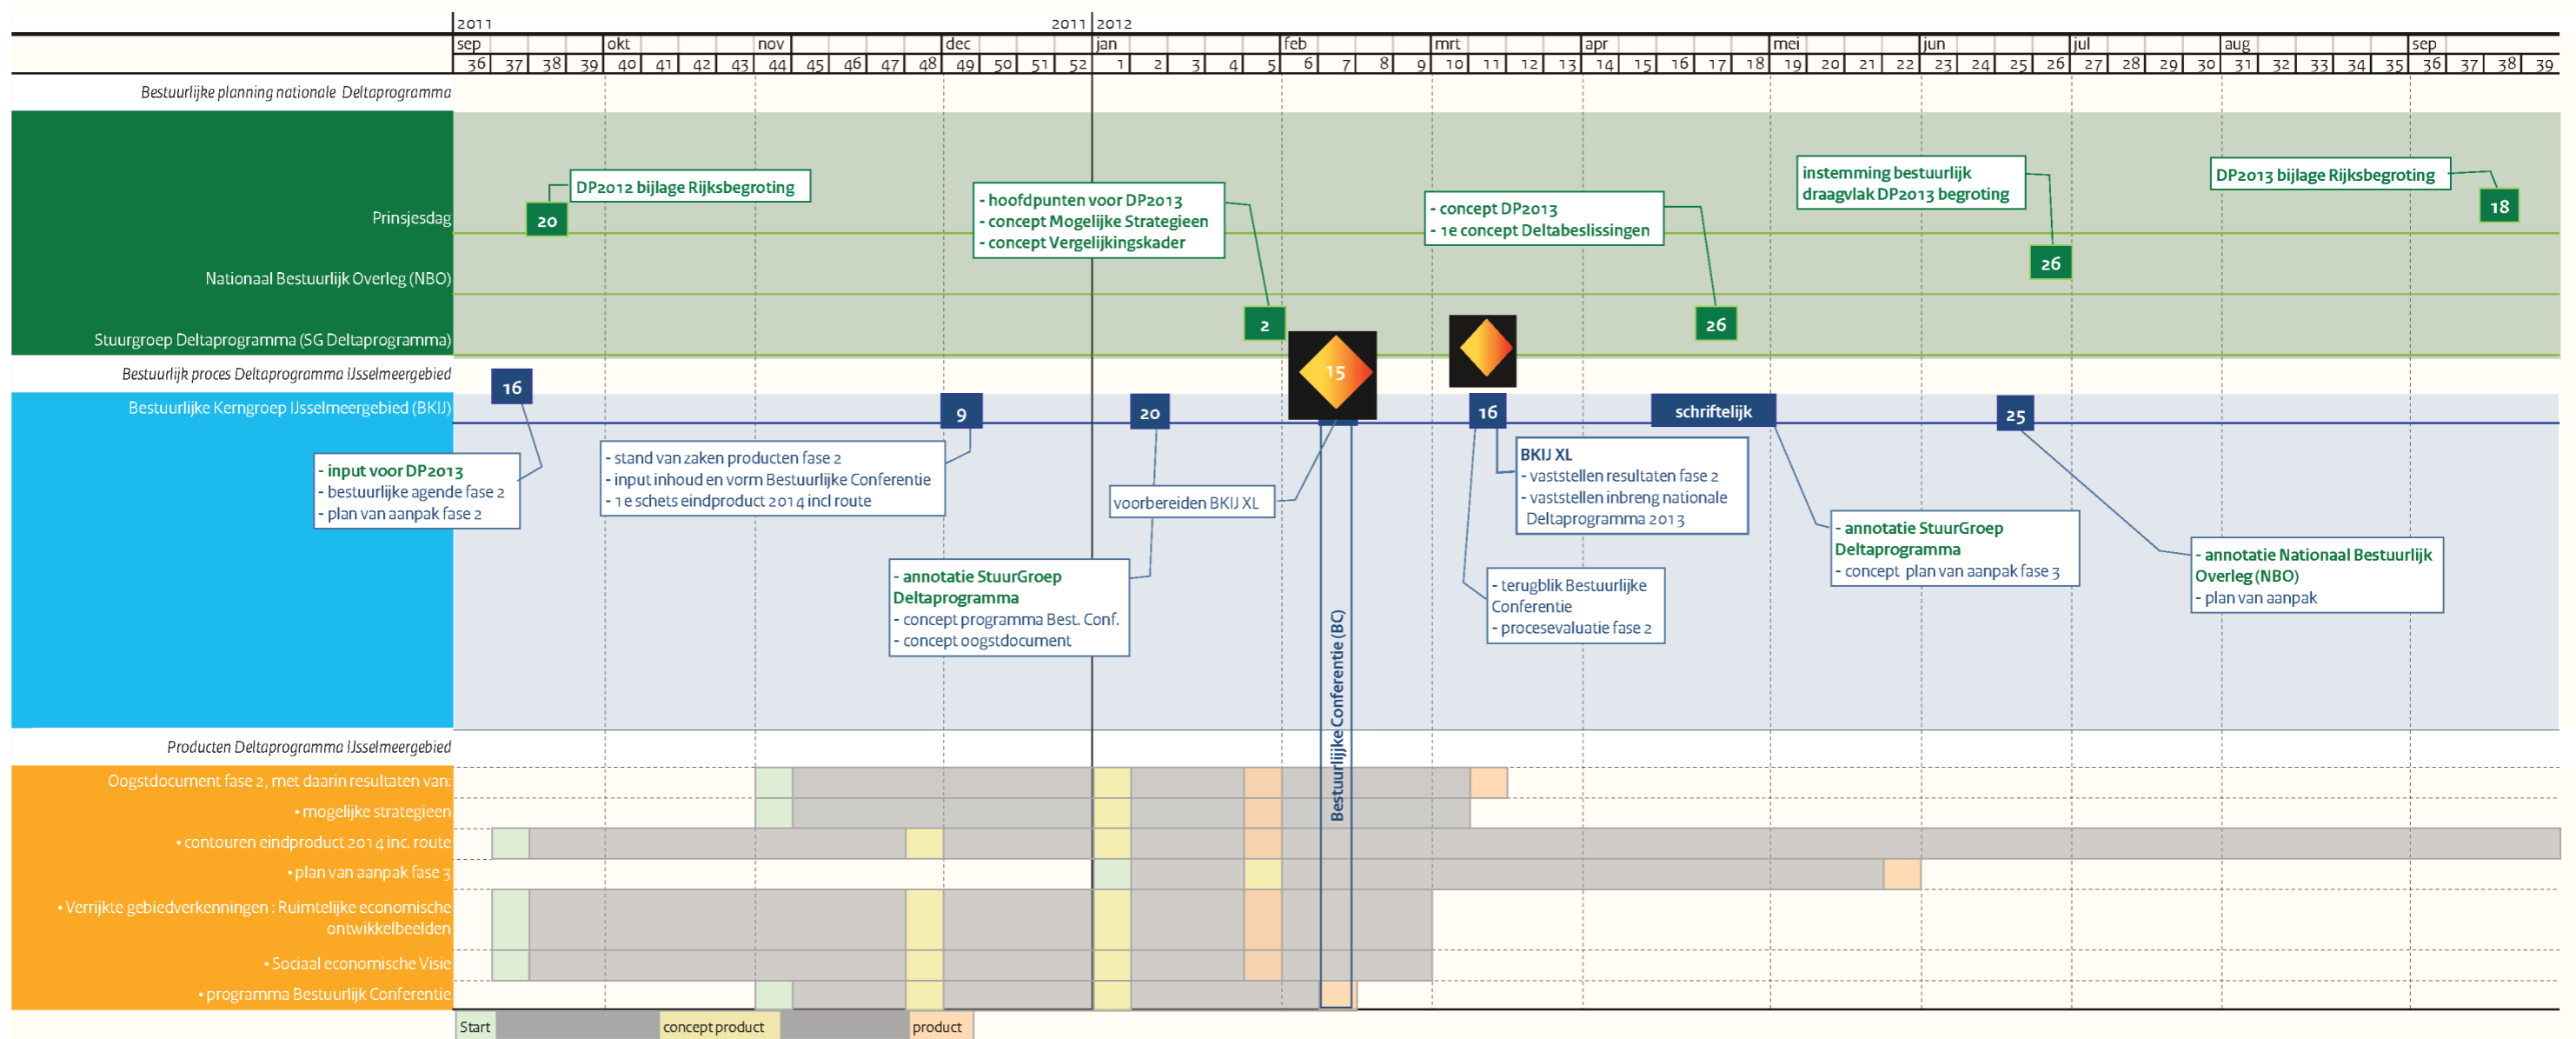 2011 2011 2012
sep okt nov dec jan feb mrt apr mei jun jul aug sep
36 37 38 39 40 41 42 43 44 45 46 47 48 49 50 51 52 1 2 3 4 5 6 7 8 9 10 11 12 13 14 15 16 17 18 19 20 21 22 23 24 25 26 27 28 29 30 31 32 33 34 35 36 37 38 39
Bestuurlijke planning nationale Deltaprogramma
Prinsjesdag
20
DP2012 bijlage Rijksbegroting
DP2013 bijlage Rijksbegroting
18
Nationaal Bestuurlijk Overleg (NBO)
instemming bestuurlijk
draagvlak DP2013 begroting
26
Stuurgroep Deltaprogramma (SG Deltaprogramma)
- hoofdpunten voor DP2013
- concept Mogelijke Strategieen
- concept Vergelijkingskader
2
- concept DP2013
- 1e concept Deltabeslissingen
26
Bestuurlijk proces Deltaprogramma IJsselmeergebied
Bestuurlijke Kerngroep IJsselmeergebied (BKIJ)
16
- input voor DP2013
- bestuurlijke agende fase 2
- plan van aanpak fase 2
9
- stand van zaken producten fase 2
- input inhoud en vorm Bestuurlijke Conferentie
- 1e schets eindproduct 2014 incl route
20
- annotatie StuurGroep
Deltaprogramma
- concept programma Best. Conf.
- concept oogstdocument
15
voorbereiden BKIJ XL
Bestuurlijke Conferentie (BC)
16
BKIJ XL
- vaststellen resultaten fase 2
- vaststellen inbreng nationale
Deltaprogramma 2013
- terugblik Bestuurlijke
Conferentie
- procesevaluatie fase 2
schriftelijk
- annotatie StuurGroep
Deltaprogramma
- concept plan van aanpak fase 3
25
- annotatie Nationaal Bestuurlijk
Overleg (NBO)
- plan van aanpak
Producten Deltaprogramma IJsselmeergebied
Oogstdocument fase 2, met daarin resultaten van:
• mogelijke strategieen
• contouren eindproduct 2014 inc. route
• plan van aanpak fase 3
• Verrijkte gebiedverkenningen : Ruimtelijke economische
ontwikkelbeelden
• Sociaal economische Visie
• programma Bestuurlijk Conferentie
Start concept product product